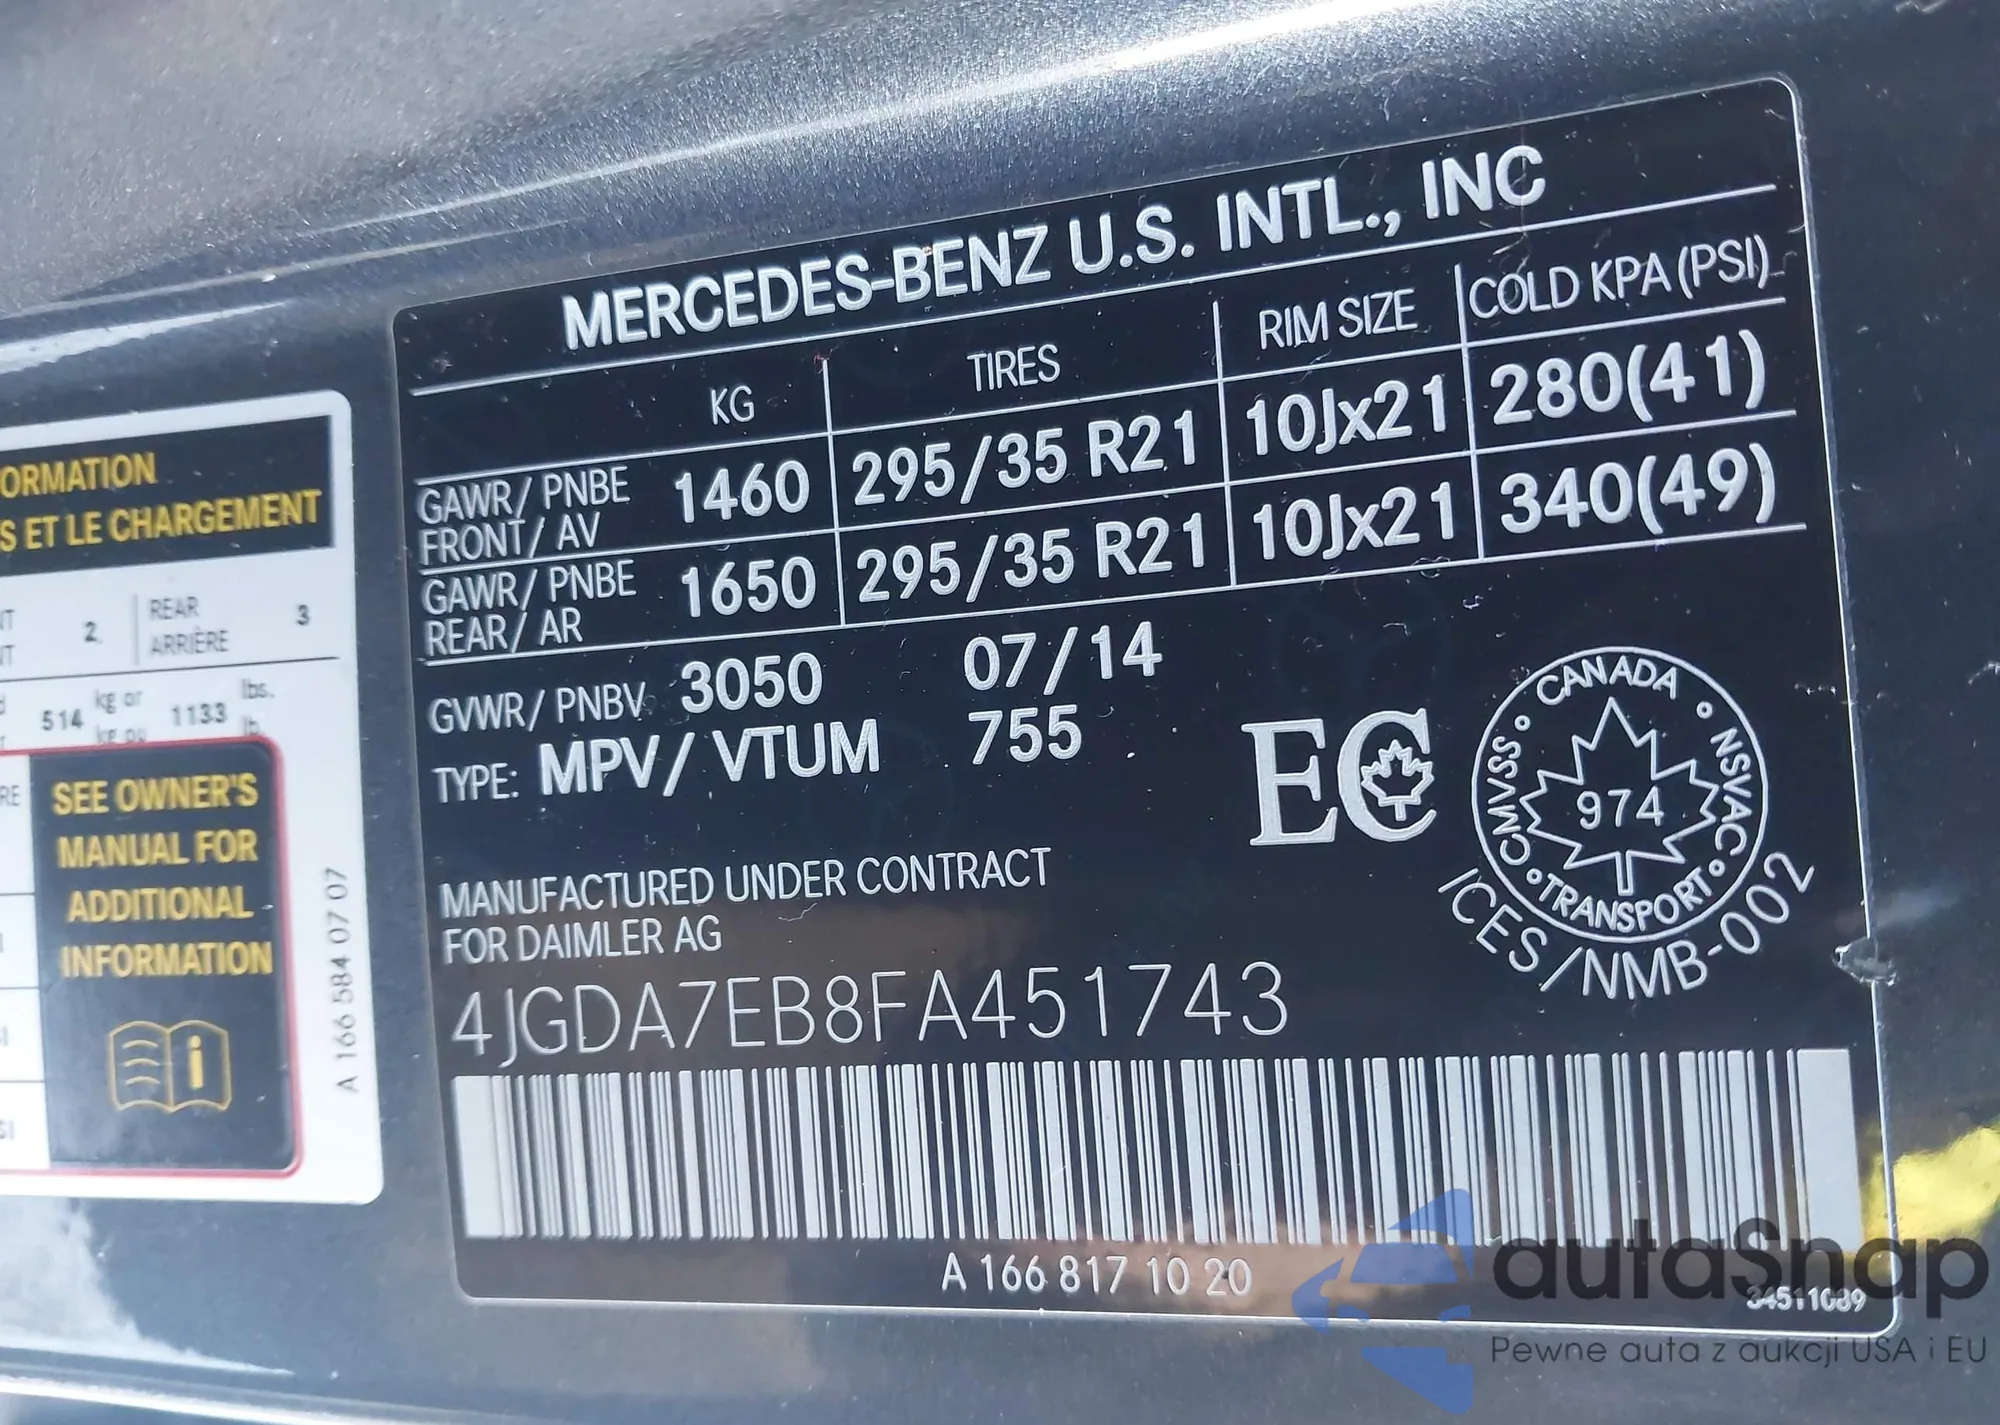 ORMATION
S ET LE CHARGEMENT
2
REAR
ARRIÈRE
3
514
kg or
1133
lbs.
SEE OWNER'S
MANUAL FOR
ADDITIONAL
INFORMATION
i
A 166 584 07 07
MERCEDES-BENZ U.S. INTL., INC
KG TIRES RIM SIZE COLD KPA (PSI)
GAWR/ PNBE
FRONT/ AV
1460 295/35 R21 10Jx21 280(41)
GAWR/ PNBE
REAR/ AR
1650 295/35 R21 10Jx21 340(49)
GVWR/ PNBV 3050 07/14
TYPE: MPV/ VTUM 755
EC
CANADA
CMVSS NSVAC
974
TRANSPORT
ICES/NMB-002
MANUFACTURED UNDER CONTRACT
FOR DAIMLER AG
4JGDA7EB8FA451743
A 166 817 10 20
autaSnap
Pewne auta z aukcji USA i EU